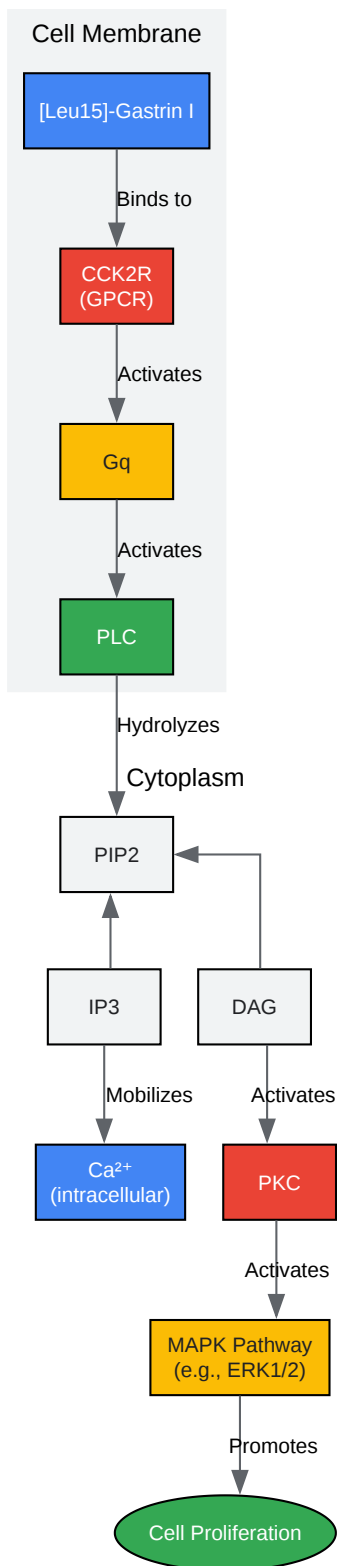 Cell Membrane
[Leu15]-Gastrin I
Binds to
CCK2R
(GPCR)
Activates
Gq
Activates
PLC
Hydrolyzes
Cytoplasm
PIP2
IP3
DAG
Mobilizes
Activates
Ca²⁺
(intracellular)
PKC
Activates
MAPK Pathway
(e.g., ERK1/2)
Promotes
Cell Proliferation